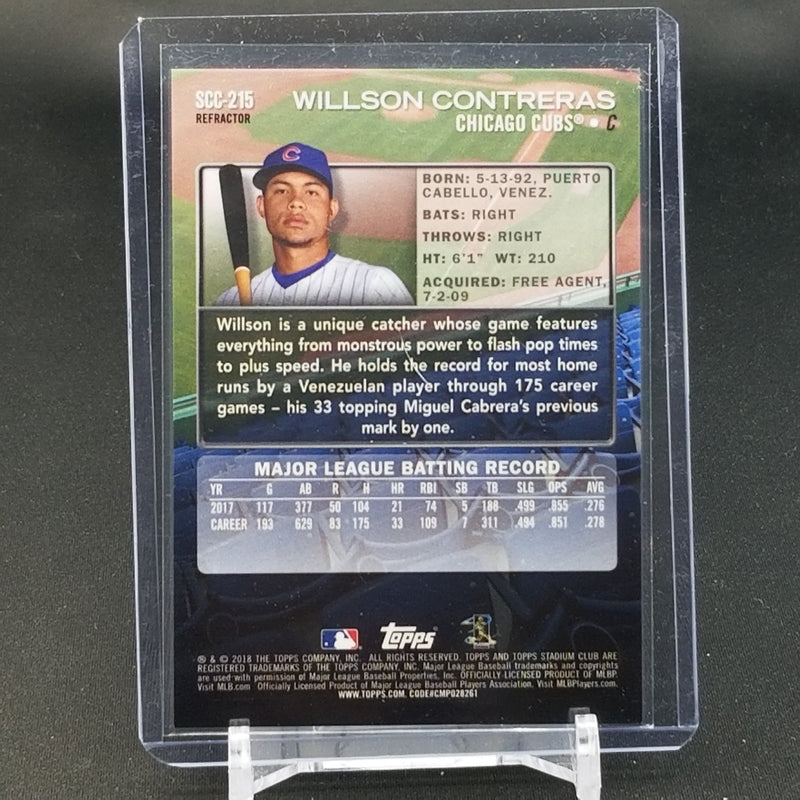 SCC-215
REFRACTOR
WILLSON CONTRERAS
CHICAGO CUBS® • C
C
BORN: 5-13-92, PUERTO
CABELLO, VENEZ.
BATS: RIGHT
THROWS: RIGHT
HT: 6'1" WT: 210
ACQUIRED: FREE AGENT,
7-2-09
Willson is a unique catcher whose game features
everything from monstrous power to flash pop times
to plus speed. He holds the record for most home
runs by a Venezuelan player through 175 career
games – his 33 topping Miguel Cabrera's previous
mark by one.
MAJOR LEAGUE BATTING RECORD
YR G AB R H HR RBI SB TB SLG OPS AVG
2017 117 377 50 104 21 74 5 188 .499 .855 .276
CAREER 193 629 83 175 33 109 7 311 .494 .851 .278
Topps
® & © 2018 THE TOPPS COMPANY, INC. ALL RIGHTS RESERVED. TOPPS AND TOPPS STADIUM CLUB ARE
REGISTERED TRADEMARKS OF THE TOPPS COMPANY, INC. Major League Baseball trademarks and copyrights
are used with permission of Major League Baseball Properties, Inc. OFFICIALLY LICENSED PRODUCT OF MLBP.
Visit MLB.com Officially Licensed Product of Major League Baseball Players Association. Visit MLBPlayers.com.
WWW.TOPPS.COM. CODE#CMP028261